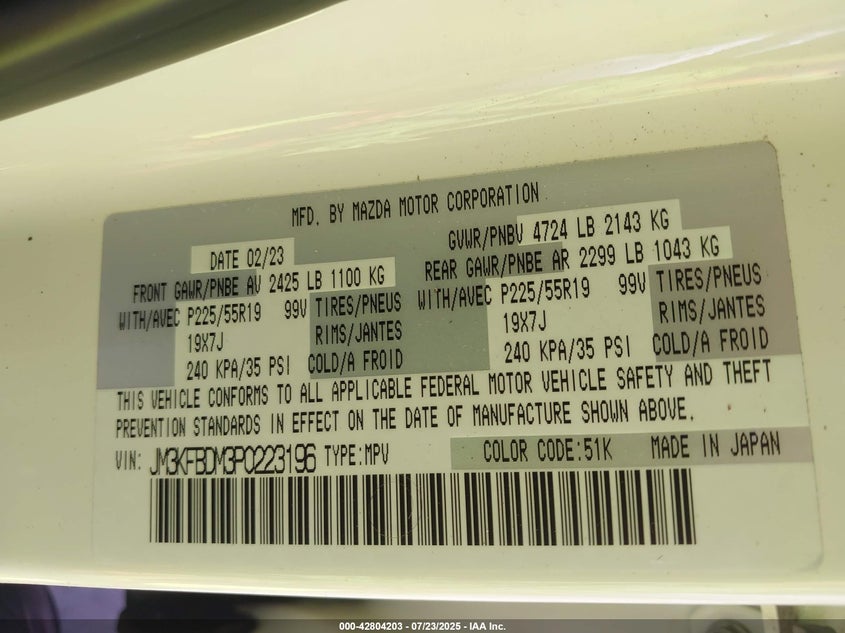 MFD. BY MAZDA MOTOR CORPORATION
DATE 02/23
GVWR/PNBV 4724 LB 2143 KG
FRONT GAWR/PNBE AV 2425 LB 1100 KG
REAR GAWR/PNBE AR 2299 LB 1043 KG
WITH/AVEC P225/55R19 99V TIRES/PNEUS
19X7J RIMS/JANTES
240 KPA/35 PSI COLD/A FROID
WITH/AVEC P225/55R19 99V TIRES/PNEUS
19X7J RIMS/JANTES
240 KPA/35 PSI COLD/A FROID
THIS VEHICLE CONFORMS TO ALL APPLICABLE FEDERAL MOTOR VEHICLE SAFETY AND THEFT
PREVENTION STANDARDS IN EFFECT ON THE DATE OF MANUFACTURE SHOWN ABOVE.
VIN: JM3KFBDM3P0223196 TYPE:MPV COLOR CODE:51K MADE IN JAPAN
000-42804203 - 07/23/2025 - IAA Inc.